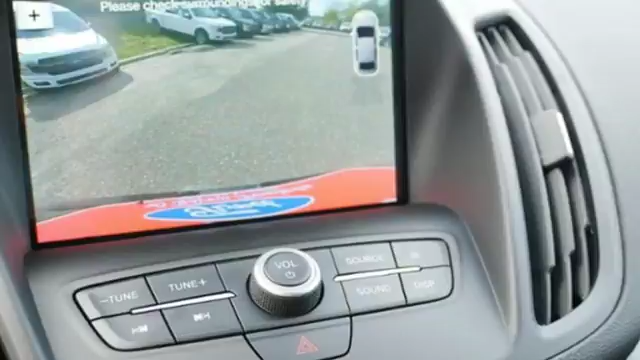 Please check surroundings for safety
+
VOL
TUNE+
−TUNE
SOURCE
SOUND
DISP